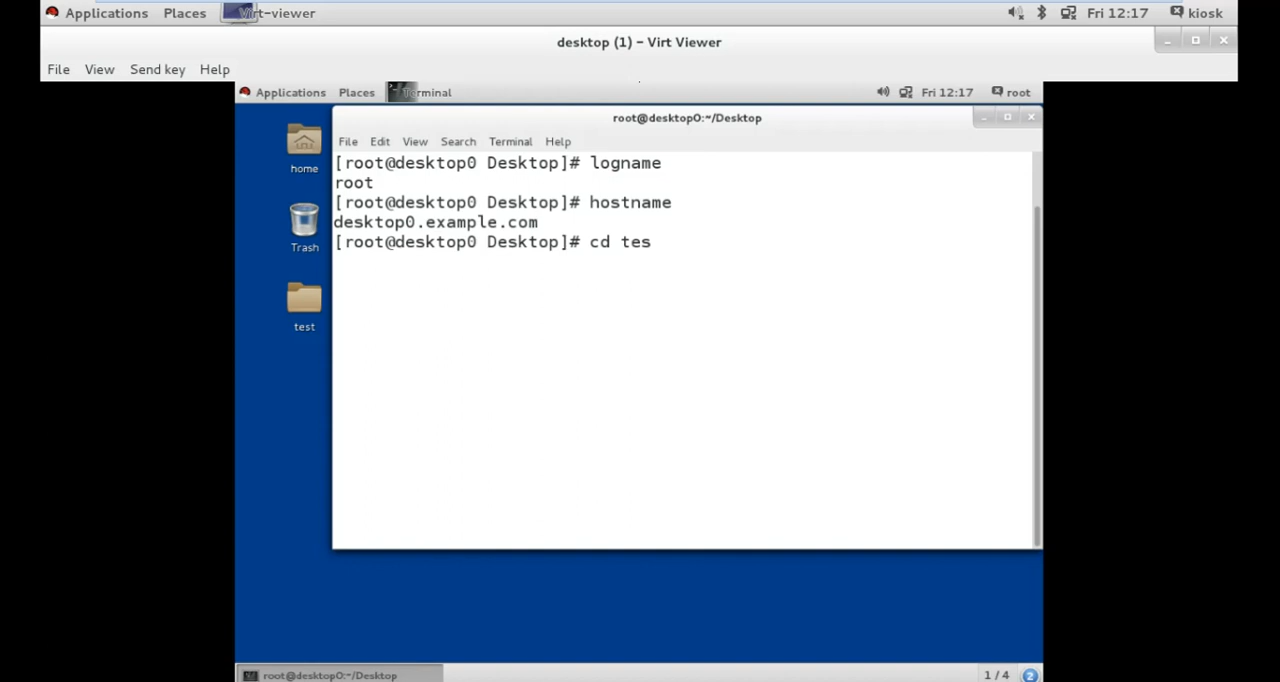 Applications Places Virt-viewer Fri 12:17 kiosk
desktop (1) – Virt Viewer
File View Send key Help
Applications Places Terminal Fri 12:17 root
root@desktop0:~/Desktop
File Edit View Search Terminal Help
[root@desktop0 Desktop]# logname
root
[root@desktop0 Desktop]# hostname
desktop0.example.com
[root@desktop0 Desktop]# cd tes
home
Trash
test
root@desktop0:~/Desktop 1 / 4 2